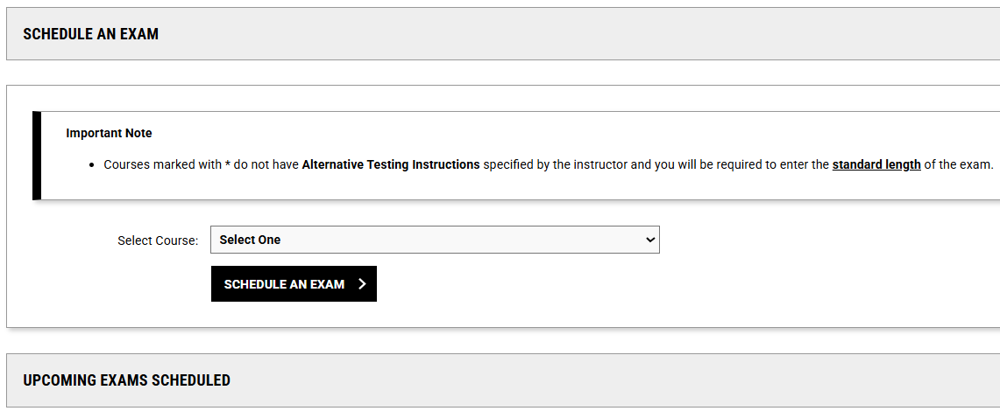 SCHEDULE AN EXAM
Important Note
• Courses marked with * do not have Alternative Testing Instructions specified by the instructor and you will be required to enter the standard length of the exam.
Select Course: Select One
SCHEDULE AN EXAM
UPCOMING EXAMS SCHEDULED